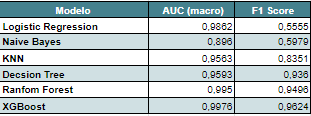 Modelo AUC (macro) F1 Score
Logistic Regression 0,9862 0,5555
Naive Bayes 0,896 0,5979
KNN 0,9563 0,8351
Decsion Tree 0,9593 0,936
Ranfom Forest 0,995 0,9496
XGBoost 0,9976 0,9624